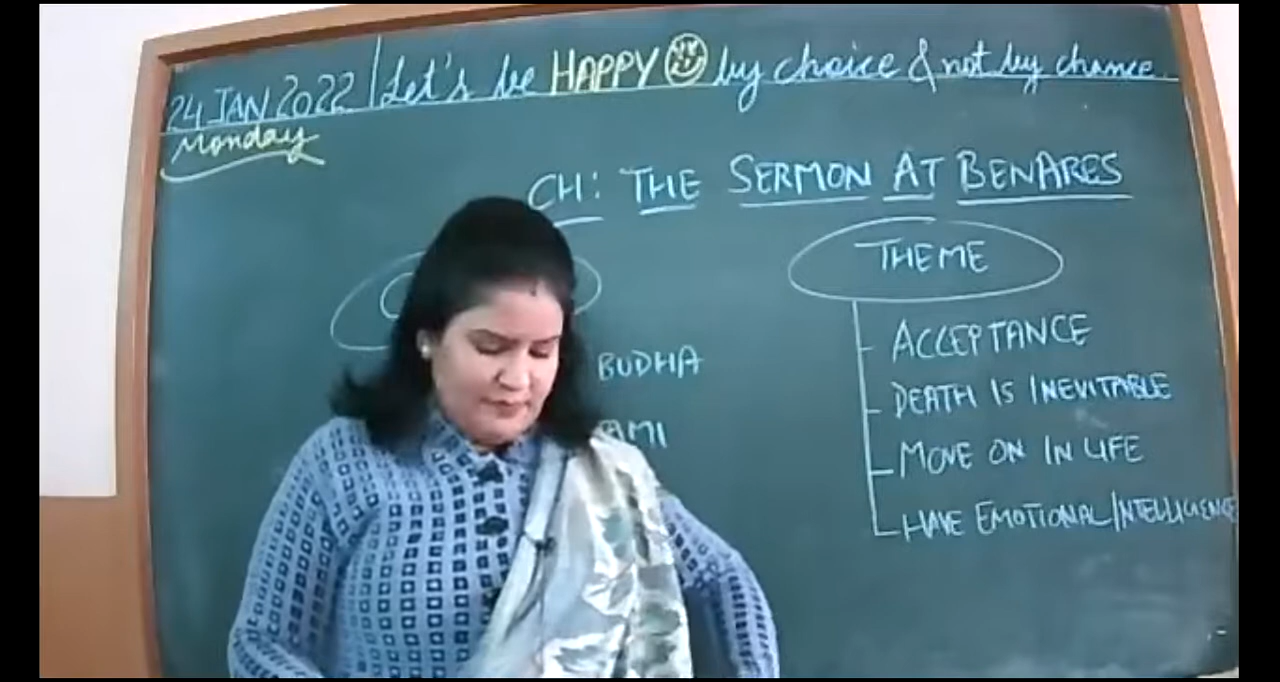 24 JAN 2022 | Let's be HAPPY by choice & not by chance.
Monday
CH: THE SERMON AT BENARES
THEME
BUDHA
ACCEPTANCE
DEATH IS INEVITABLE
MOVE ON IN LIFE
HAVE EMOTIONAL INTELLIGENCE